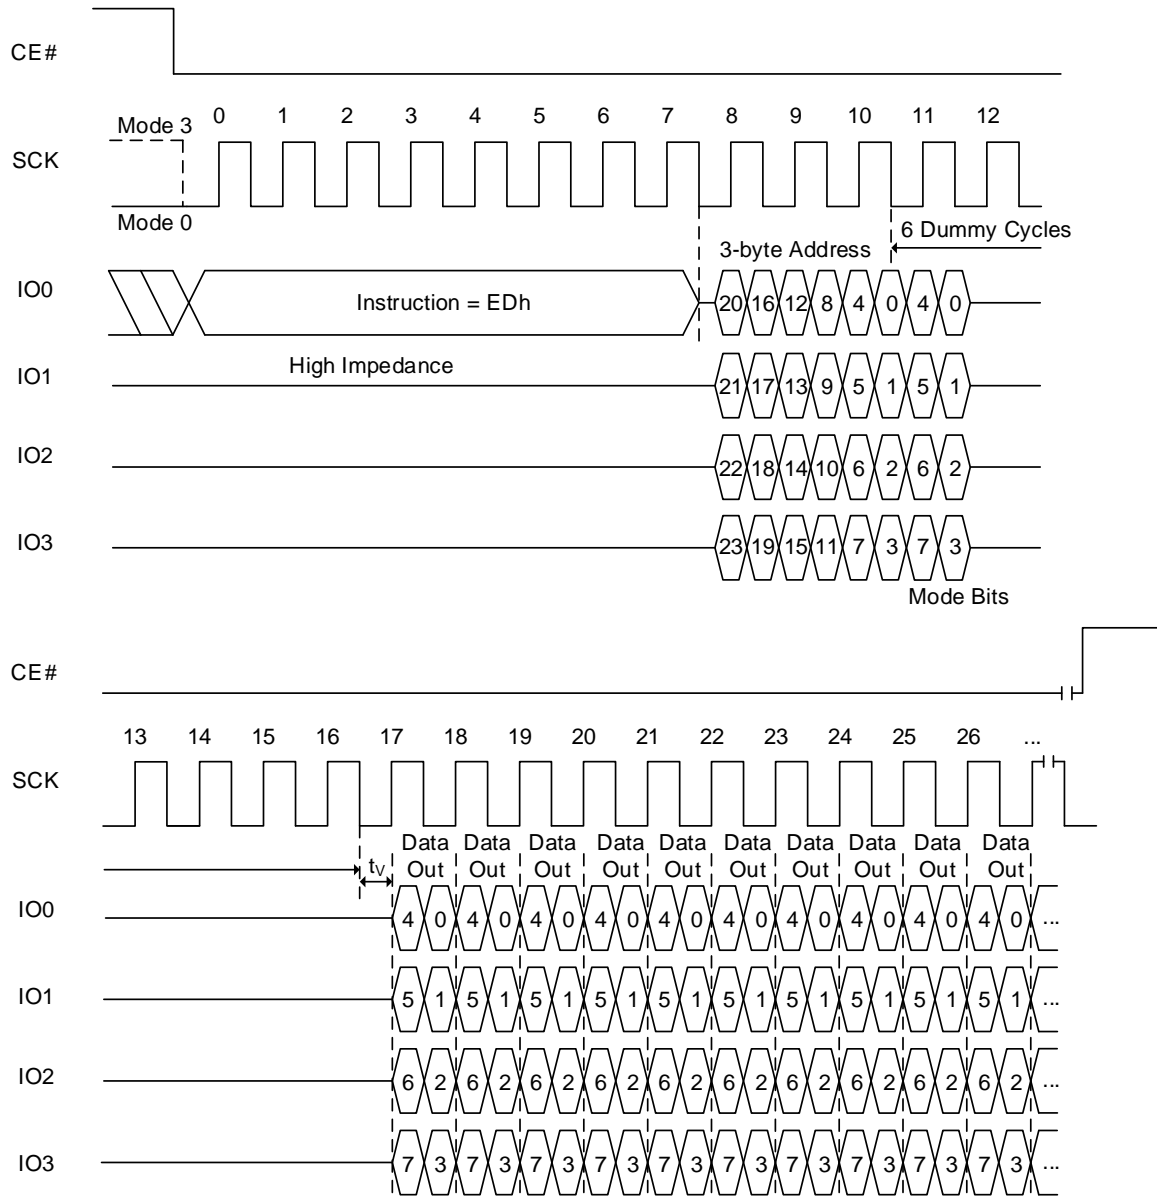 CE#
Mode 3 0 1 2 3 4 5 6 7 8 9 10 11 12
SCK
Mode 0
6 Dummy Cycles
3-byte Address
IO0 Instruction = EDh 20 16 12 8 4 0 4 0
High Impedance
IO1 21 17 13 9 5 1 5 1
IO2 22 18 14 10 6 2 6 2
IO3 23 19 15 11 7 3 7 3
Mode Bits
CE#
13 14 15 16 17 18 19 20 21 22 23 24 25 26 ...
SCK
Data Data Data Data Data Data Data Data Data Data
tV Out Out Out Out Out Out Out Out Out Out
IO0 4 0 4 0 4 0 4 0 4 0 4 0 4 0 4 0 4 0 4 0 ...
IO1 5 1 5 1 5 1 5 1 5 1 5 1 5 1 5 1 5 1 5 1 ...
IO2 6 2 6 2 6 2 6 2 6 2 6 2 6 2 6 2 6 2 6 2 ...
IO3 7 3 7 3 7 3 7 3 7 3 7 3 7 3 7 3 7 3 7 3 ...